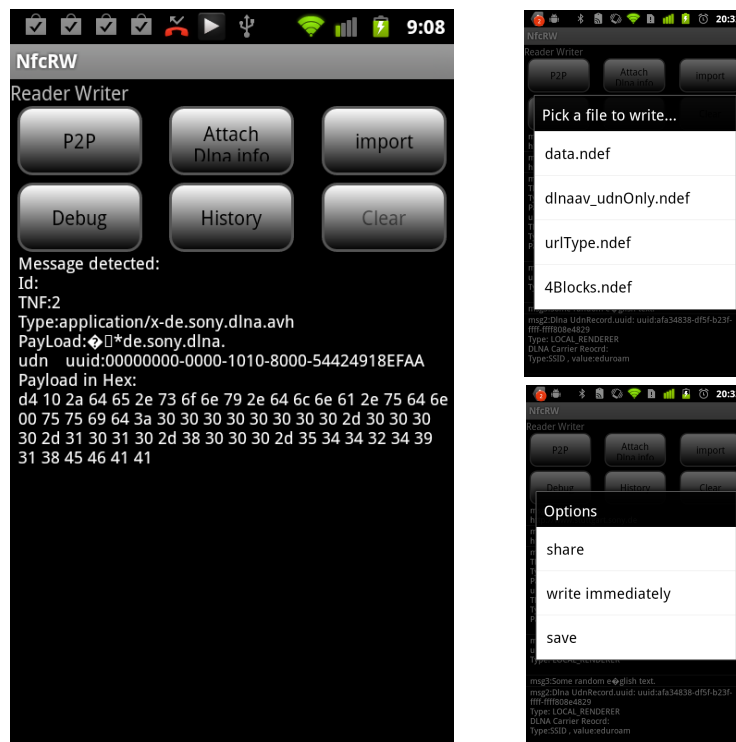 9:08
NfcRW
Reader Writer
P2P
Attach
Dlna info
import
Debug
History
Clear
Message detected:
Id:
TNF:2
Type:application/x-de.sony.dlna.avh
PayLoad:�▯*de.sony.dlna.
udn uuid:00000000-0000-1010-8000-54424918EFAA
Payload in Hex:
d4 10 2a 64 65 2e 73 6f 6e 79 2e 64 6c 6e 61 2e 75 64 6e
00 75 75 69 64 3a 30 30 30 30 30 30 30 30 2d 30 30 30
30 2d 31 30 31 30 2d 38 30 30 30 2d 35 34 34 32 34 39
31 38 45 46 41 41
20:3
NfcRW
Reader Writer
P2P
Attach
Dlna info
import
Pick a file to write...
data.ndef
dlnaav_udnOnly.ndef
urlType.ndef
4Blocks.ndef
msg2:Dlna UdnRecord.uuid: uuid:afa34838-df5f-b23f-
ffff-ffff808e4829
Type: LOCAL_RENDERER
DLNA Carrier Reocrd:
Type:SSID , value:eduroam
20:3
NfcRW
Reader Writer
P2P
Attach
Dlna info
import
Debug
History
Clear
Options
share
write immediately
save
Type: LOCAL_RENDERER
msg3:Some random e�glish text.
msg2:Dlna UdnRecord.uuid: uuid:afa34838-df5f-b23f-
ffff-ffff808e4829
Type: LOCAL_RENDERER
DLNA Carrier Reocrd:
Type:SSID , value:eduroam